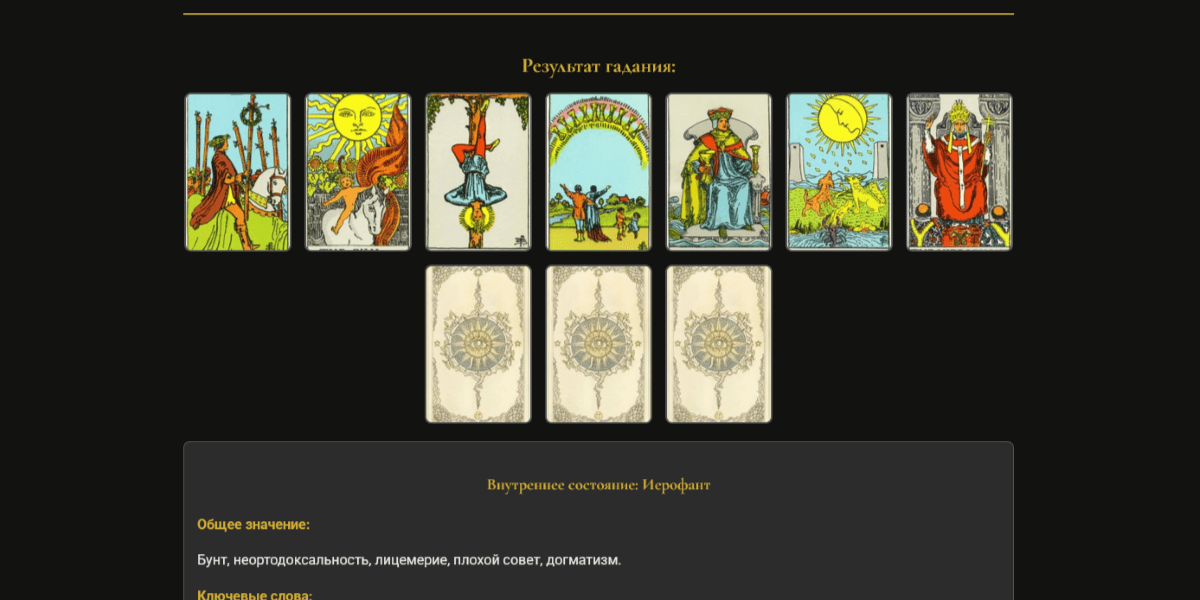 Результат гадания:
Внутреннее состояние: Иерофант
Общее значение:
Бунт, неортодоксальность, лицемерие, плохой совет, догматизм.
Ключевые слова: